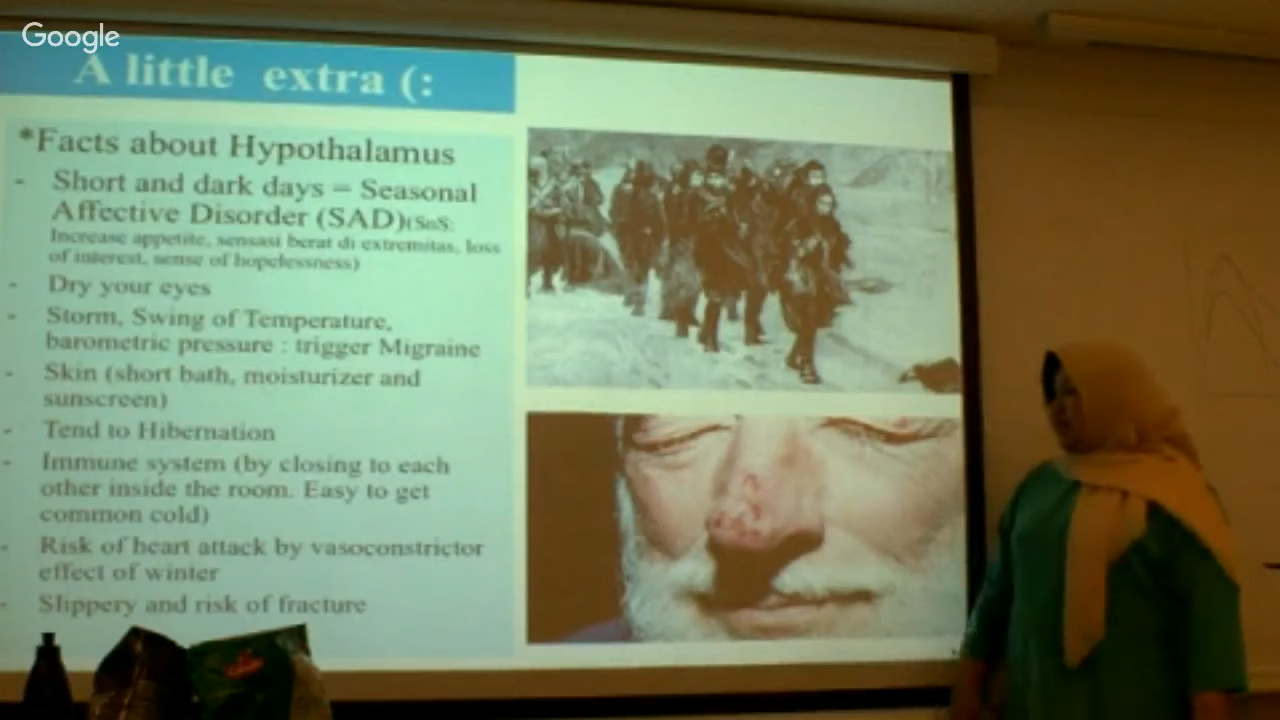 Google
A little extra (:
*Facts about Hypothalamus
- Short and dark days = Seasonal
Affective Disorder (SAD)(SnS:
Increase appetite, sensasi berat di extremitas, loss
of interest, sense of hopelessness)
- Dry your eyes
- Storm, Swing of Temperature,
barometric pressure : trigger Migraine
- Skin (short bath, moisturizer and
sunscreen)
- Tend to Hibernation
- Immune system (by closing to each
other inside the room. Easy to get
common cold)
- Risk of heart attack by vasoconstrictor
effect of winter
- Slippery and risk of fracture